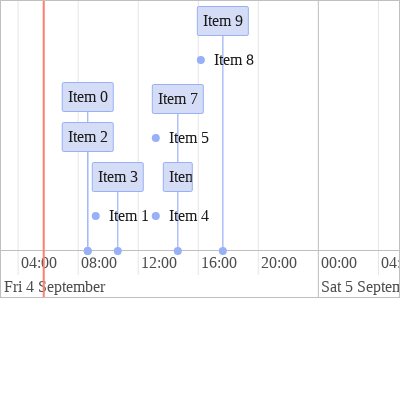 Item 9
Item 8
Item 0
Item 7
Item 2
Item 5
Item 3
Iten
Item 1
Item 4
04:00 08:00 12:00 16:00 20:00 00:00 04:
Fri 4 September Sat 5 Septen